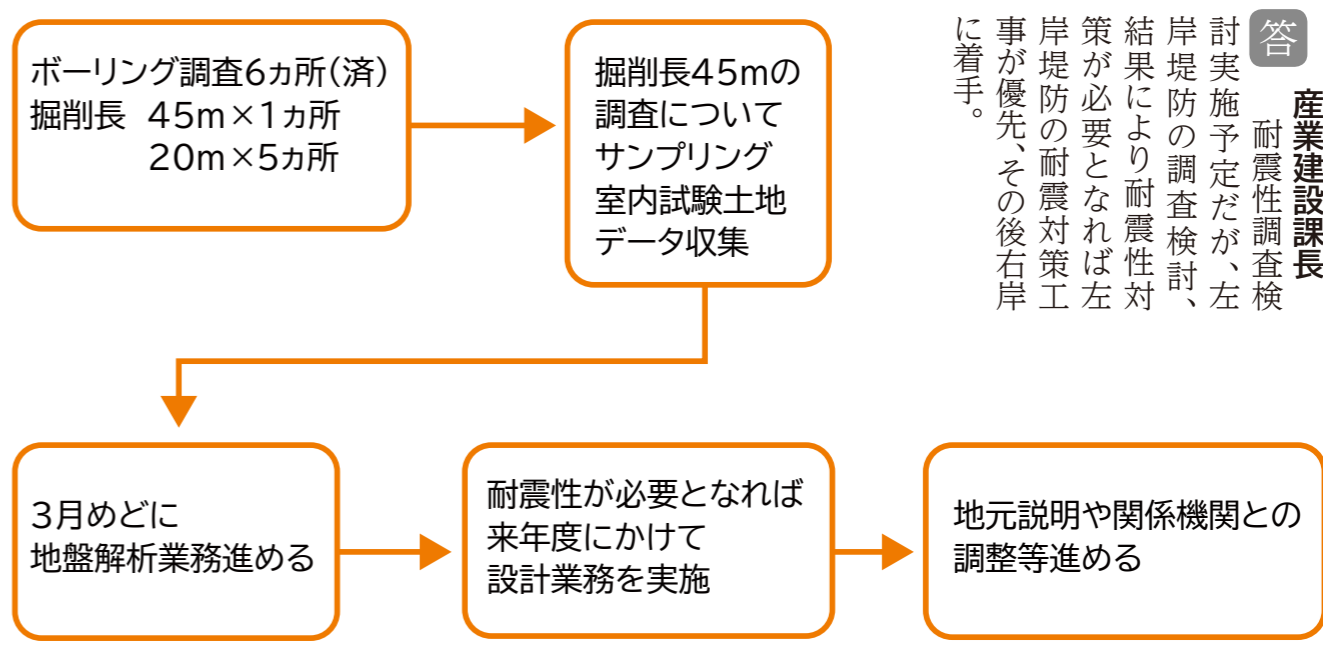 答
産業建設課長
耐震性調査検
討実施予定だが、左
岸堤防の調査検討、
結果により耐震性対
策が必要となれば左
岸堤防の耐震対策工
事が優先、その後右岸
に着手。
ボーリング調査6ヵ所(済)
掘削長 45m×1ヵ所
20m×5ヵ所
掘削長45mの
調査について
サンプリング
室内試験土地
データ収集
3月めどに
地盤解析業務進める
耐震性が必要となれば
来年度にかけて
設計業務を実施
地元説明や関係機関との
調整等進める